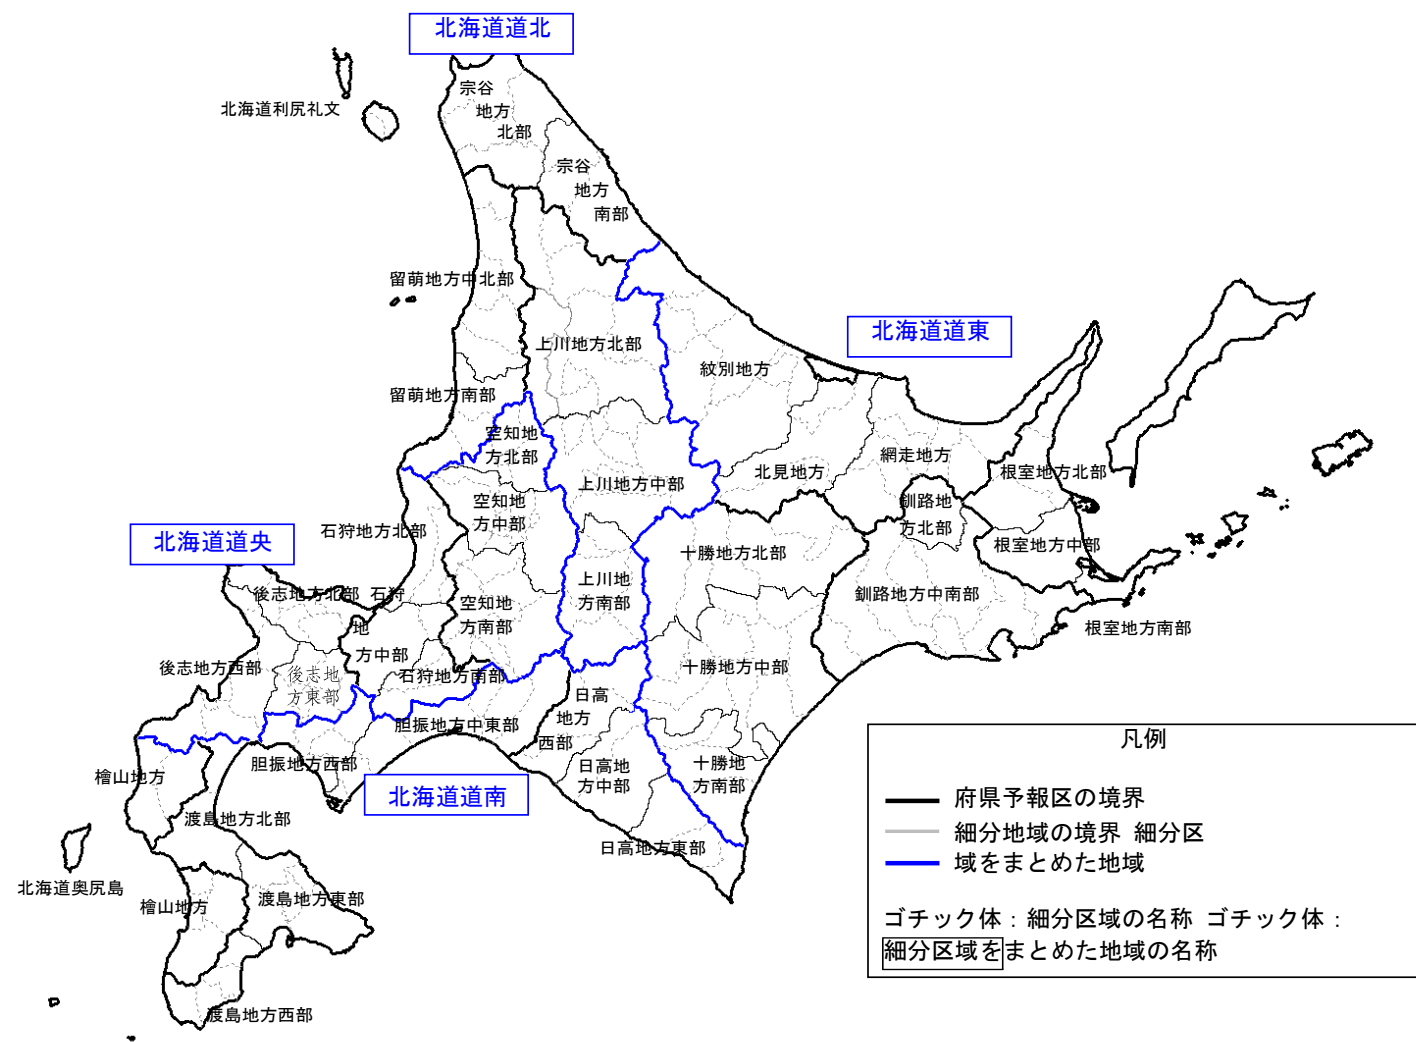 北海道道北
宗谷
地方
北部
北海道利尻礼文
宗谷
地方
南部
留萌地方中北部
上川地方北部
北海道道東
紋別地方
留萌地方南部
空知地
方北部
網走地方
北見地方
根室地方北部
上川地方中部
空知地
方中部
釧路地
方北部
石狩地方北部
北海道道央
十勝地方北部
根室地方中部
上川地
方南部
後志地方北部
石狩
地
方中部
空知地
方南部
釧路地方中南部
根室地方南部
後志地方西部
後志地
方東部
石狩地方南部
十勝地方中部
日高
地方
西部
胆振地方中東部
胆振地方西部
檜山地方
北海道道南
日高地
方中部
十勝地
方南部
渡島地方北部
日高地方東部
北海道奥尻島
檜山地方
渡島地方東部
渡島地方西部
凡例
府県予報区の境界
細分地域の境界 細分区
域をまとめた地域
ゴチック体：細分区域の名称 ゴチック体：
細分区域をまとめた地域の名称